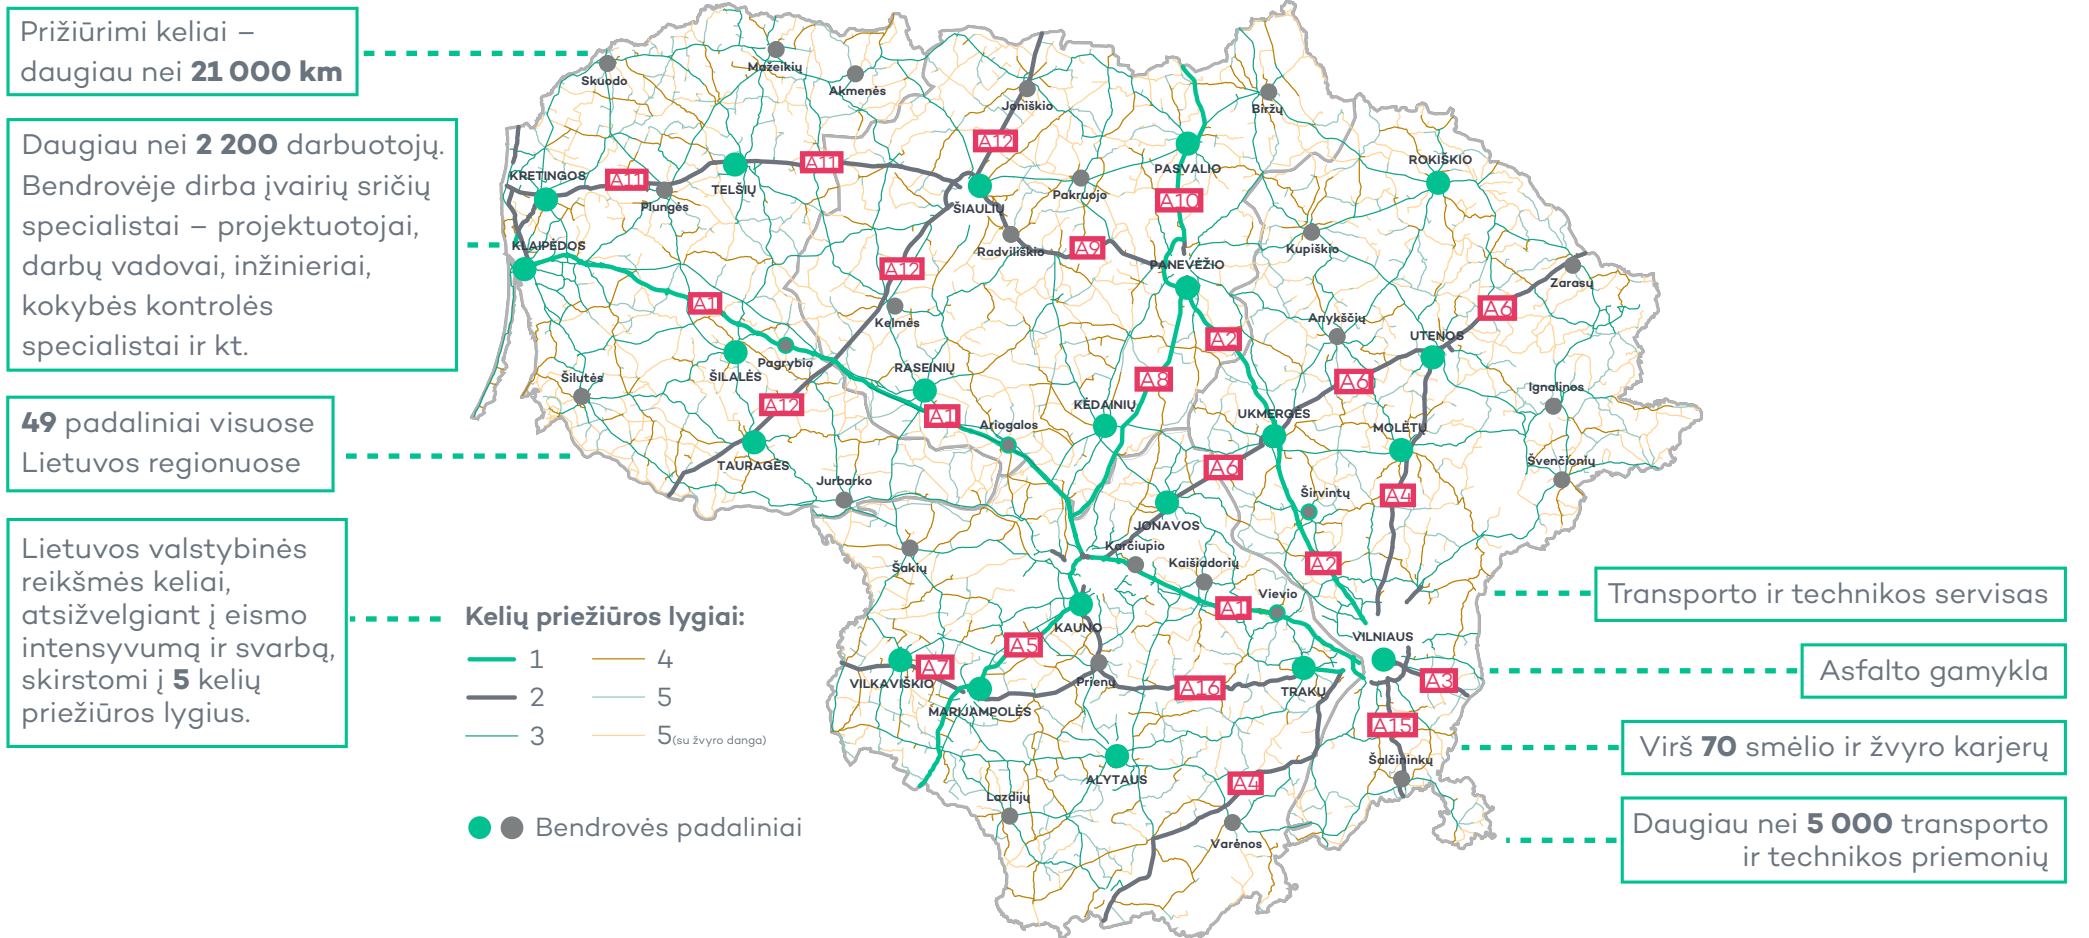 Prižiūrimi keliai –
daugiau nei 21 000 km
Daugiau nei 2 200 darbuotojų.
Bendrovėje dirba įvairių sričių
specialistai – projektuotojai,
darbų vadovai, inžinieriai,
kokybės kontrolės
specialistai ir kt.
49 padaliniai visuose
Lietuvos regionuose
Lietuvos valstybinės
reikšmės keliai,
atsižvelgiant į eismo
intensyvumą ir svarbą,
skirstomi į 5 kelių
priežiūros lygius.
Kelių priežiūros lygiai:
1
2
3
4
5
5 (su žvyro danga)
Bendrovės padaliniai
Skuodo
Mažeikių
Akmenės
Joniškio
Biržų
A12
PASVALIO
ROKIŠKIO
KRETINGOS
A11
Plungės
TELŠIŲ
A11
ŠIAULIŲ
Pakruojo
A10
KLAIPĖDOS
Radviliškio
A9
Kupiškio
PANEVĖŽIO
A12
Zarasų
A1
Kelmės
A6
Anykščių
UTENOS
A2
Pagrybio
ŠILALĖS
RASEINIŲ
A8
A6
Šilutės
Ignalinos
A12
A1
KĖDAINIŲ
UKMERGĖS
MOLĖTŲ
Ariogalos
TAURAGĖS
A6
Švenčionių
Jurbarko
Širvintų
A4
JONAVOS
Karčiupio
Kaišiadorių
A2
Šakių
Vievio
A1
KAUNO
VILNIAUS
A5
A7
VILKAVIŠKIO
Prienų
A16
TRAKŲ
A3
MARIJAMPOLĖS
A15
Šalčininkų
ALYTAUS
A4
Lazdijų
Varėnos
Transporto ir technikos servisas
Asfalto gamykla
Virš 70 smėlio ir žvyro karjerų
Daugiau nei 5 000 transporto
ir technikos priemonių